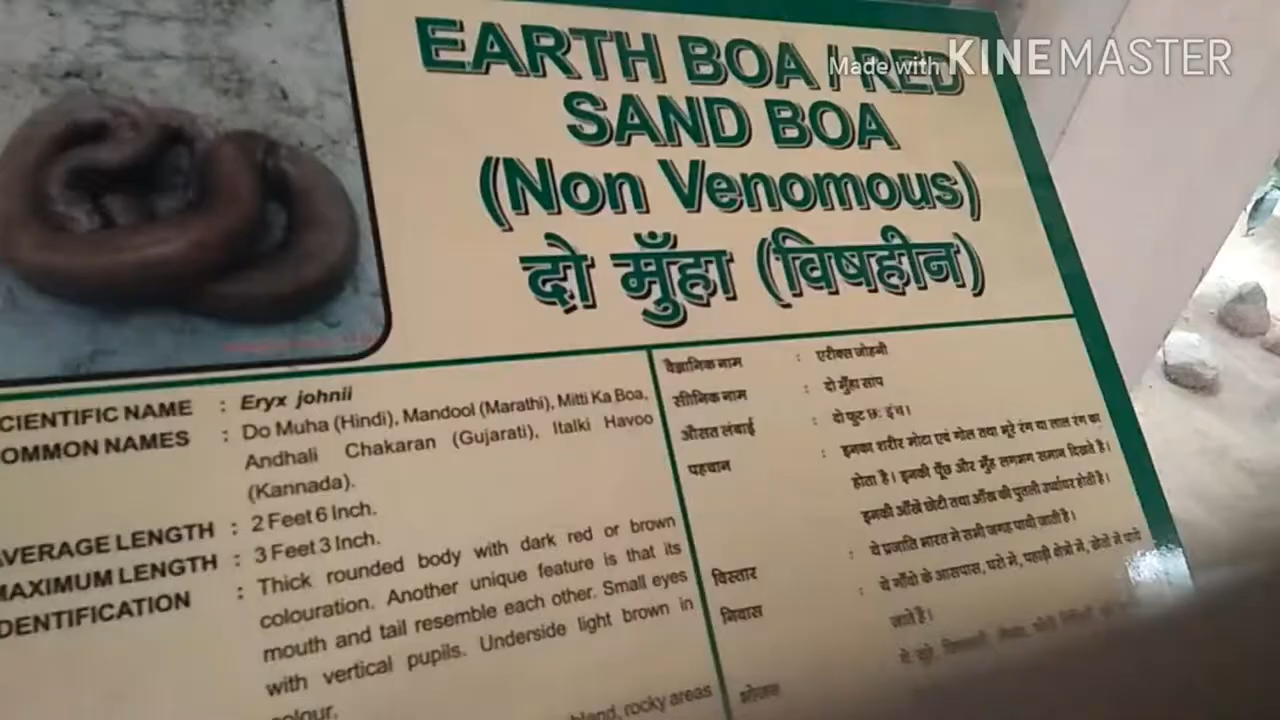 EARTH BOA / RED
SAND BOA
(Non Venomous)
दो मुँहा (विषहीन)
Made with KINEMASTER
CIENTIFIC NAME : Eryx johnii
OMMON NAMES : Do Muha (Hindi), Mandool (Marathi), Mitti Ka Boa,
Andhali Chakaran (Gujarati), Italki Havoo
(Kannada).
VERAGE LENGTH : 2 Feet 6 Inch.
MAXIMUM LENGTH : 3 Feet 3 Inch.
DENTIFICATION : Thick rounded body with dark red or brown
colouration. Another unique feature is that its
mouth and tail resemble each other. Small eyes
with vertical pupils. Underside light brown in
colour.
rocky areas
वैज्ञानिक नाम : एरीक्स जोहनी
नाम : दो मुँहा सांप
औसत लंबाई : दो फुट छः इंच।
पहचान : इनका शरीर मोटा एवं गोल तथा भूरे रंग या लाल रंग का
होता है। इनकी पूँछ और मुँह लगभग समान दिखते है।
इनकी आँखें छोटी तथा आँख की पुतली उर्ध्वाधर होती है।
विस्तार : ये प्रजाति भारत मे सभी जगह पायी जाती है।
निवास : ये गाँवो के आसपास, घरो मे, पहाड़ी क्षेत्रो में, खेतो में पाये
जाते है।
भोजन